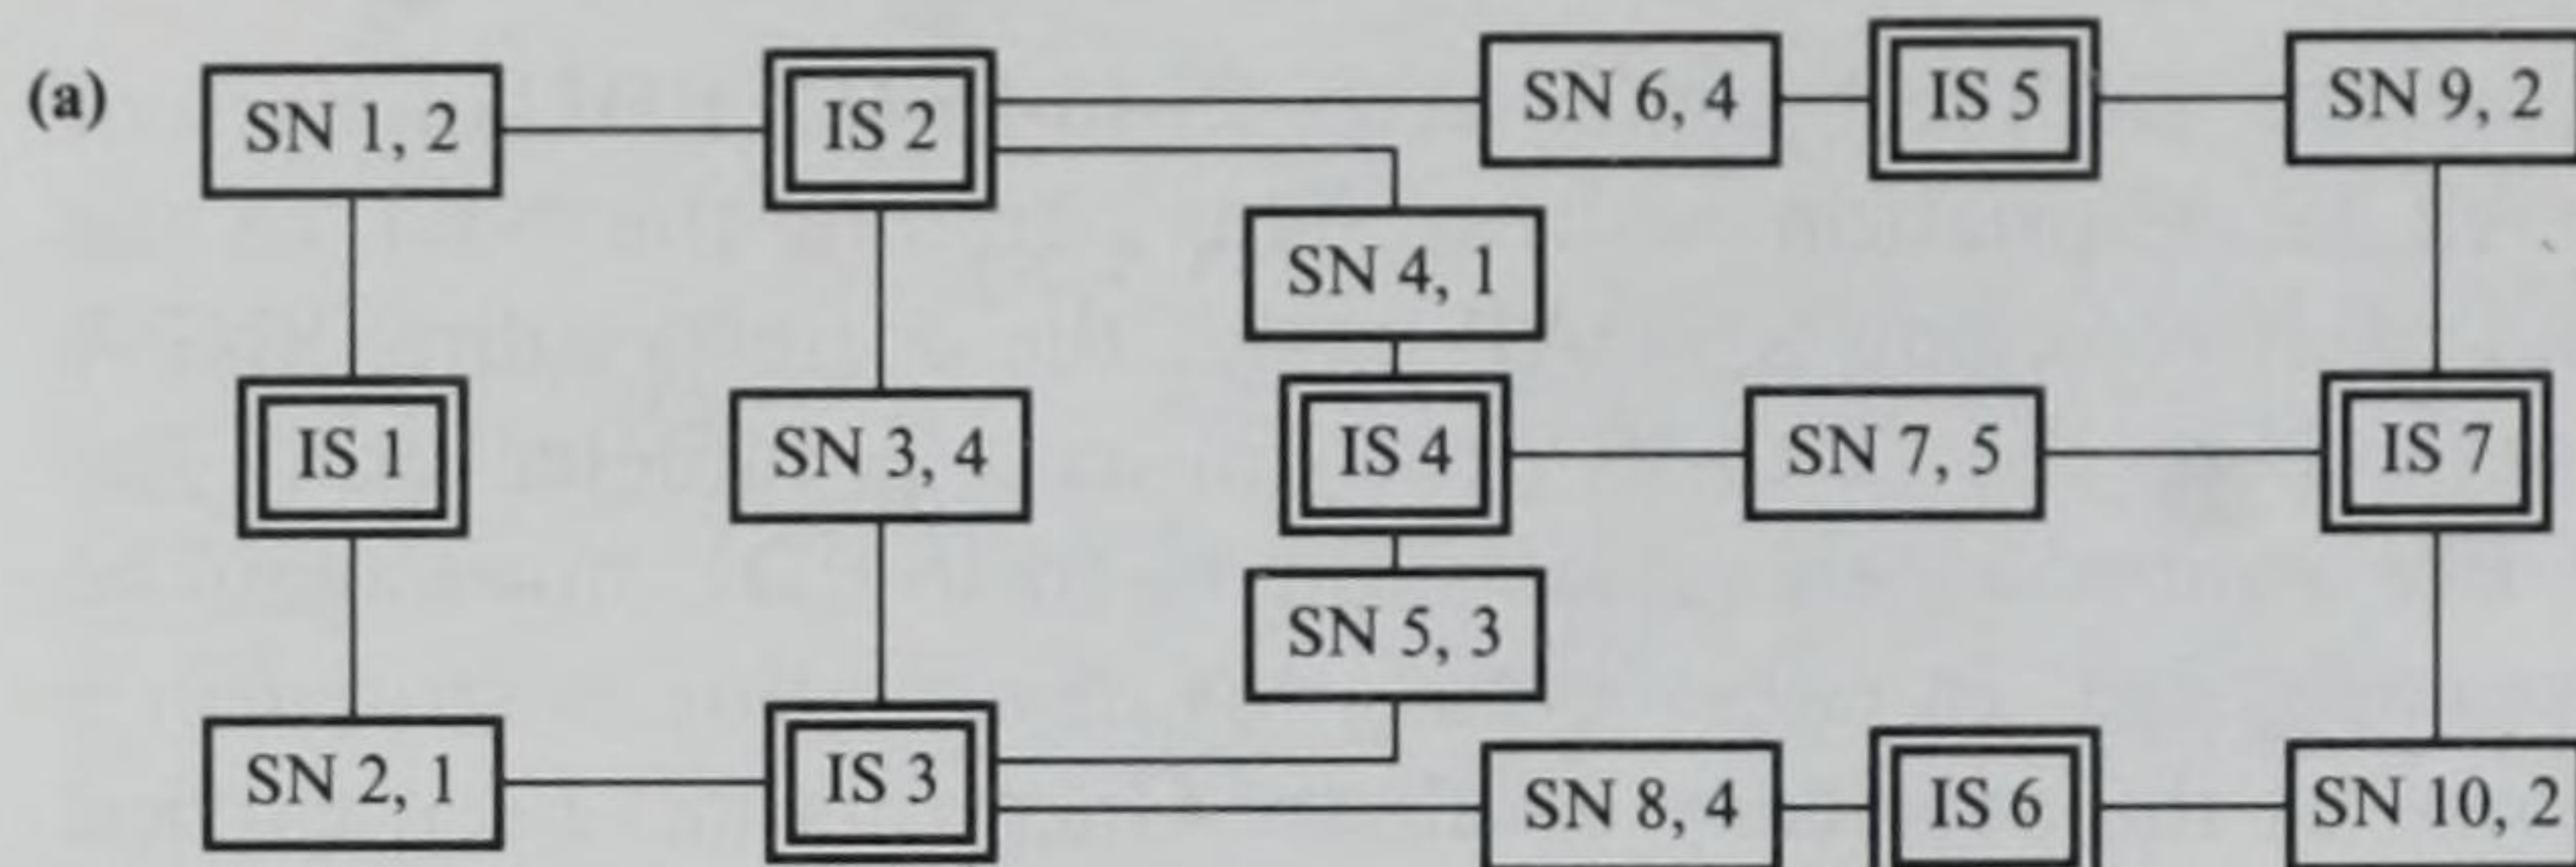 (a)
SN 1, 2
IS 2
SN 6, 4
IS 5
SN 9, 2
SN 4, 1
IS 1
SN 3, 4
IS 4
SN 7, 5
IS 7
SN 5, 3
SN 2, 1
IS 3
SN 8, 4
IS 6
SN 10, 2